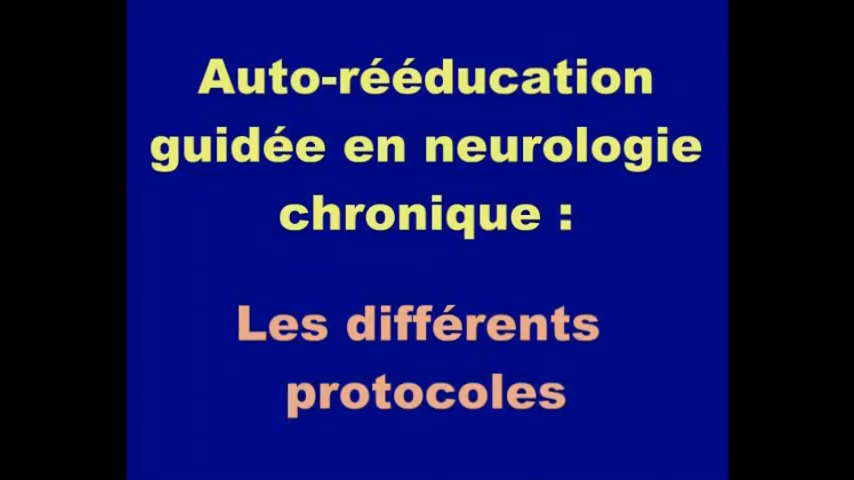 Auto-rééducation
guidée en neurologie
chronique :
Les différents
protocoles